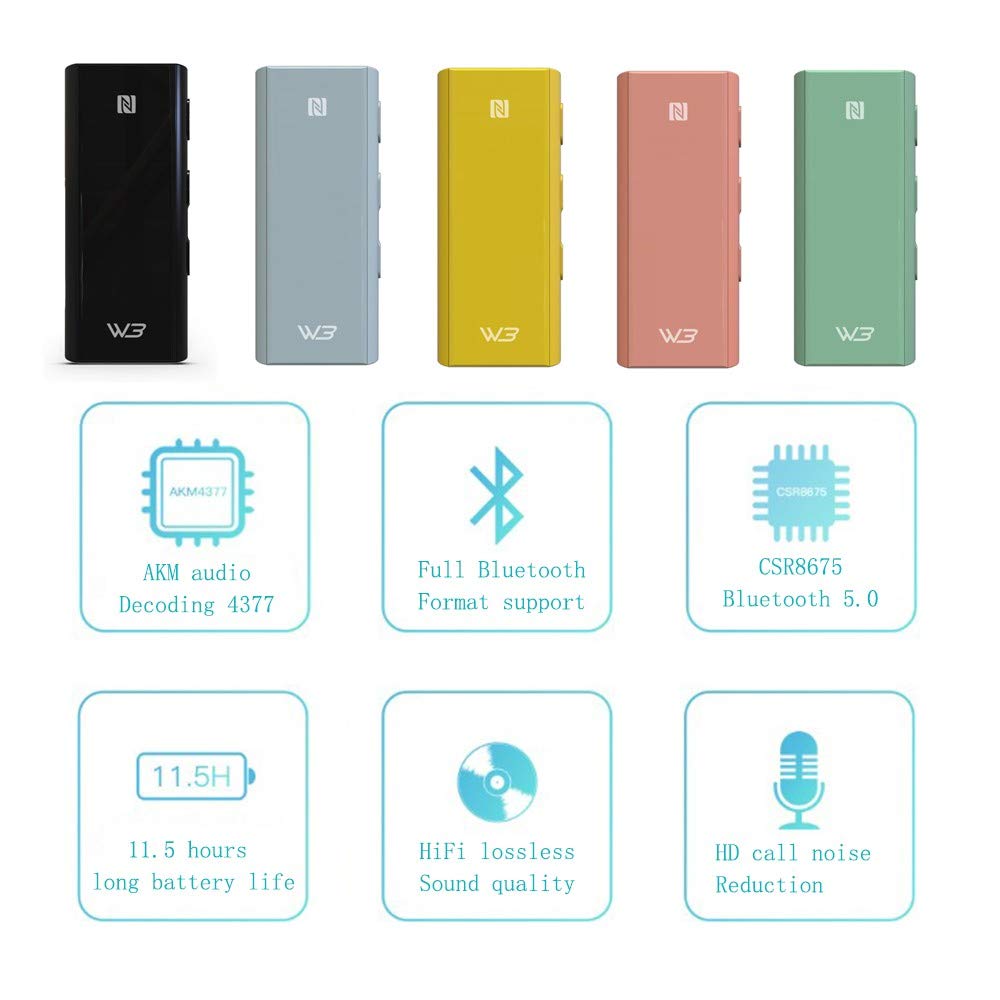 W3
W3
W3
W3
W3
AKM4377
AKM audio
Decoding 4377
Full Bluetooth
Format support
CSR8675
CSR8675
Bluetooth 5.0
11.5H
11.5 hours
long battery life
HiFi lossless
Sound quality
HD call noise
Reduction